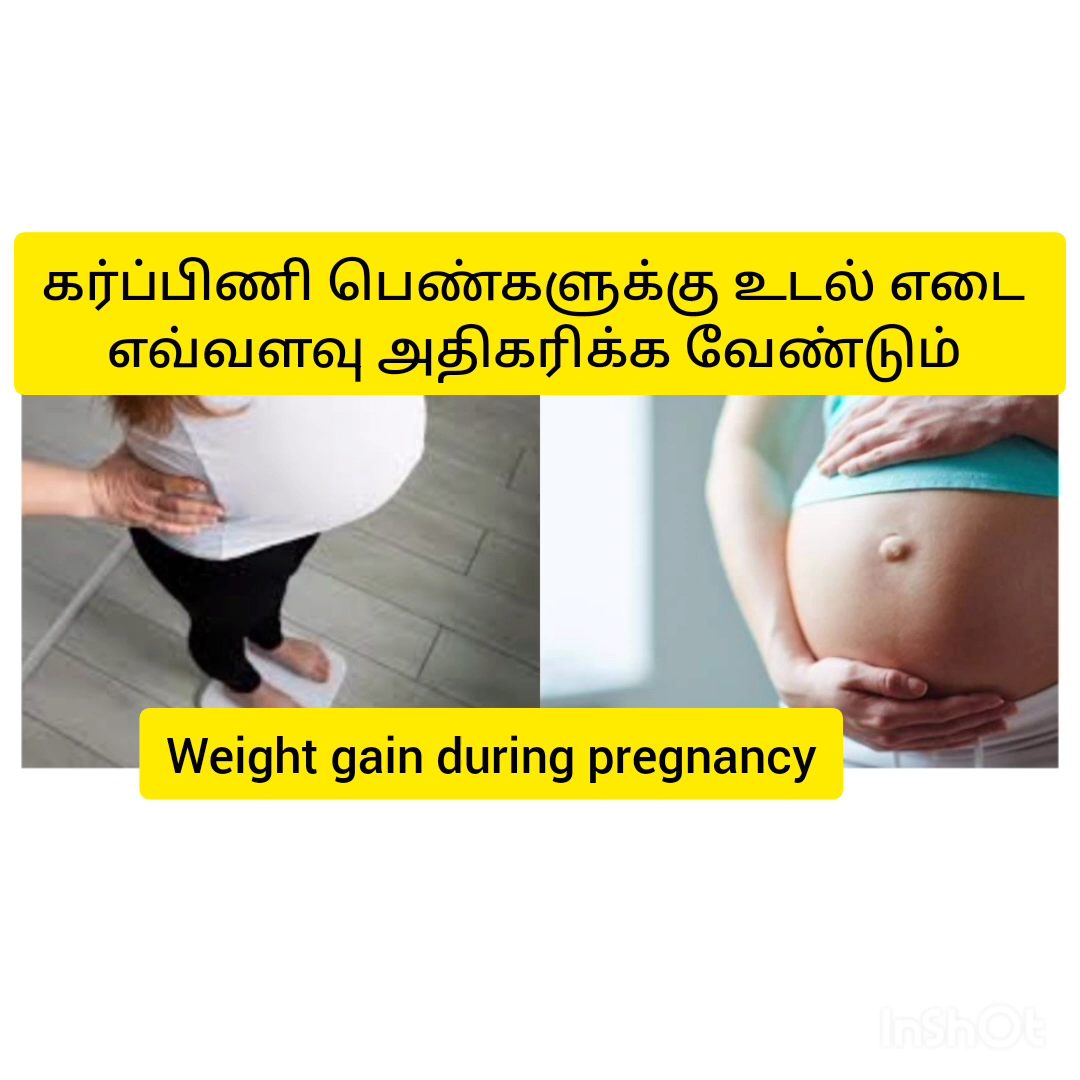 கர்ப்பிணி பெண்களுக்கு உடல் எடை
எவ்வளவு அதிகரிக்க வேண்டும்
Weight gain during pregnancy
InShOt